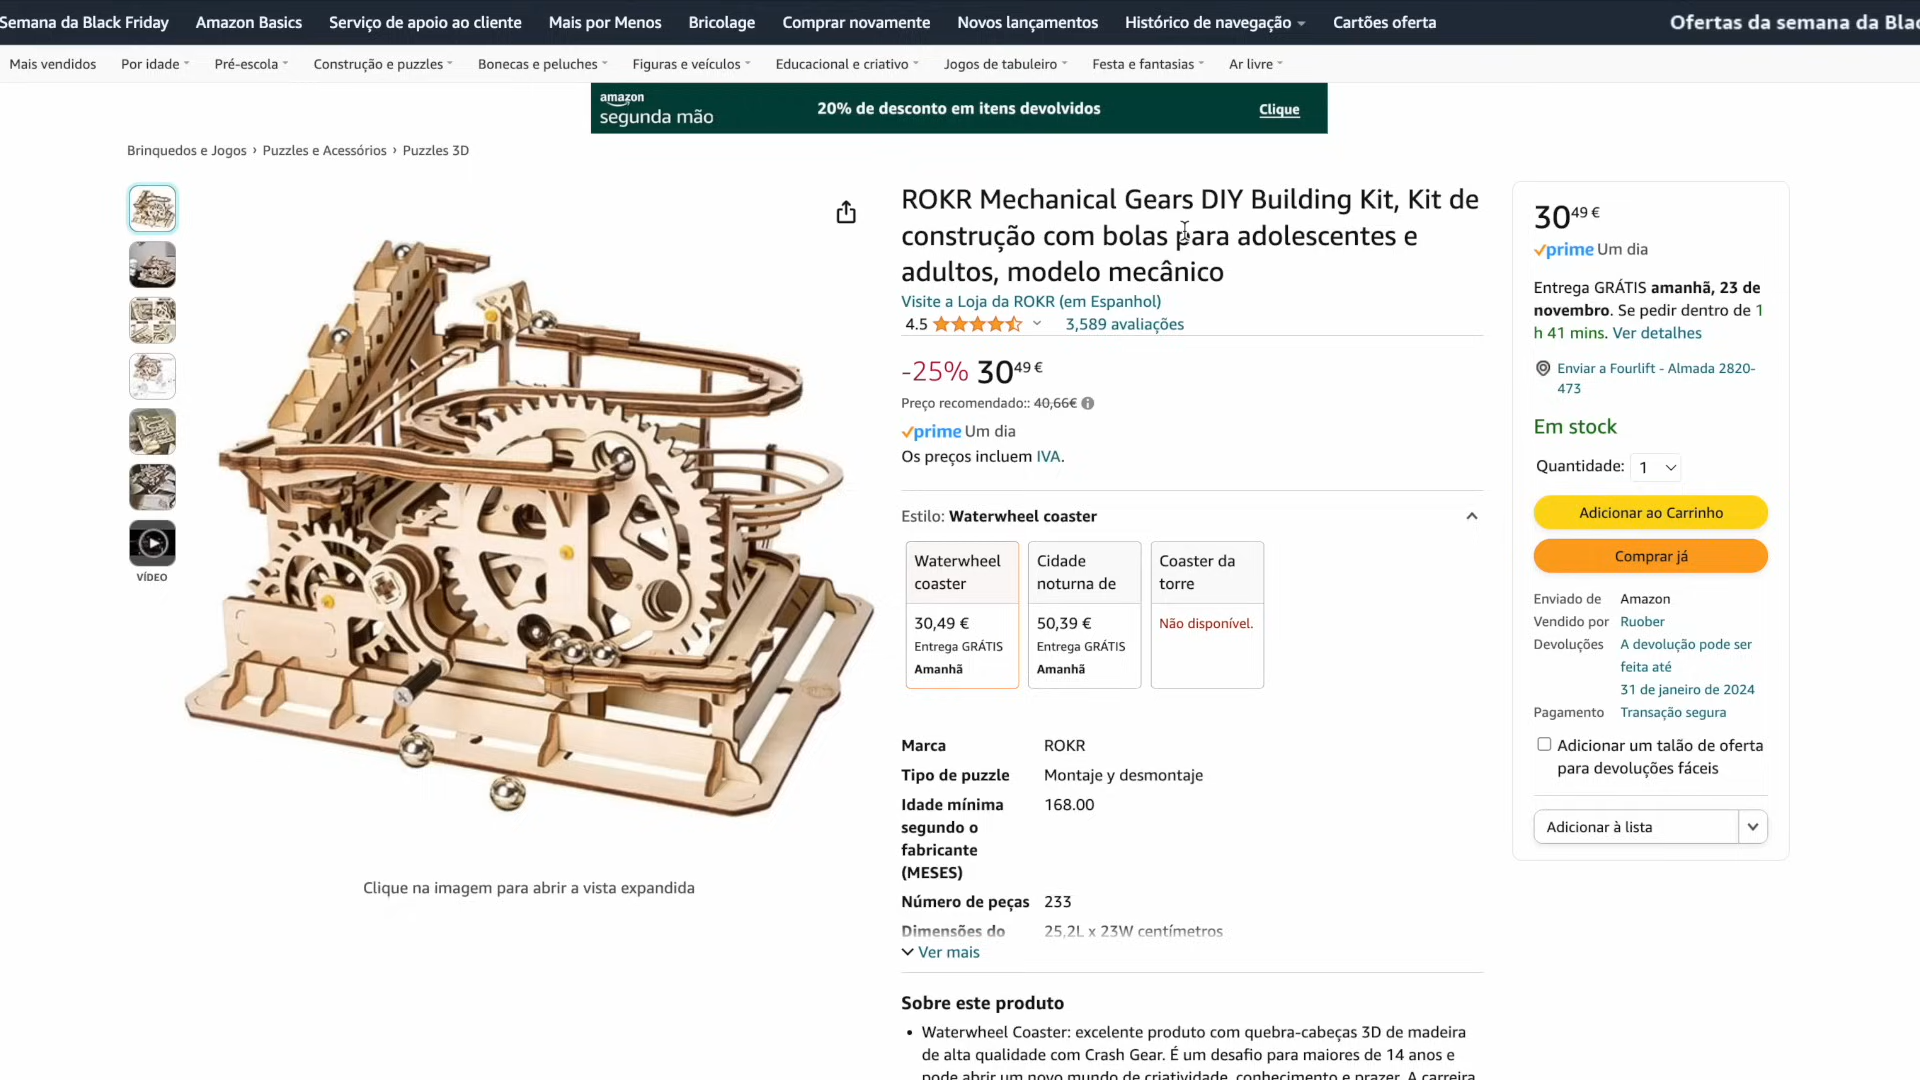 Semana da Black Friday Amazon Basics Serviço de apoio ao cliente Mais por Menos Bricolage Comprar novamente Novos lançamentos Histórico de navegação Cartões oferta Ofertas da semana da
Mais vendidos Por idade Pré-escola Construção e puzzles Bonecas e peluches Figuras e veículos Educacional e criativo Jogos de tabuleiro Festa e fantasias Ar livre
amazon
segunda mão
20% de desconto em itens devolvidos
Clique
Brinquedos e Jogos › Puzzles e Acessórios › Puzzles 3D
VÍDEO
Clique na imagem para abrir a vista expandida
ROKR Mechanical Gears DIY Building Kit, Kit de
construção com bolas para adolescentes e
adultos, modelo mecânico
Visite a Loja da ROKR (em Espanhol)
4.5 3,589 avaliações
-25% 30,49 €
Preço recomendado:: 40,66€
prime Um dia
Os preços incluem IVA.
Estilo: Waterwheel coaster
Waterwheel
coaster
30,49 €
Entrega GRÁTIS
Amanhã
Cidade
noturna de
50,39 €
Entrega GRÁTIS
Amanhã
Coaster da
torre
Não disponível.
Marca ROKR
Tipo de puzzle Montaje y desmontaje
Idade mínima 168.00
segundo o
fabricante
(MESES)
Número de peças 233
Dimensões do 25,2L x 23W centímetros
Ver mais
Sobre este produto
• Waterwheel Coaster: excelente produto com quebra-cabeças 3D de madeira
de alta qualidade com Crash Gear. É um desafio para maiores de 14 anos e
pode abrir um novo mundo de criatividade, conhecimento e prazer. A carreira
30,49 €
prime Um dia
Entrega GRÁTIS amanhã, 23 de
novembro. Se pedir dentro de 1
h 41 mins. Ver detalhes
Enviar a Fourlift - Almada 2820-
473
Em stock
Quantidade: 1
Adicionar ao Carrinho
Comprar já
Enviado de Amazon
Vendido por Ruober
Devoluções A devolução pode ser
feita até
31 de janeiro de 2024
Pagamento Transação segura
Adicionar um talão de oferta
para devoluções fáceis
Adicionar à lista